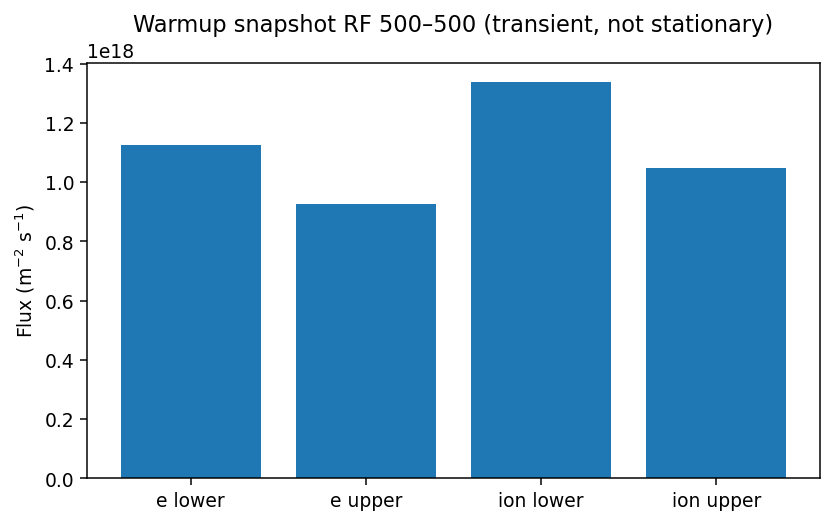 Warmup snapshot RF 500–500 (transient, not stationary)
1e18
1.4
1.2
1.0
0.8
0.6
0.4
0.2
0.0
Flux (m⁻² s⁻¹)
e lower
e upper
ion lower
ion upper